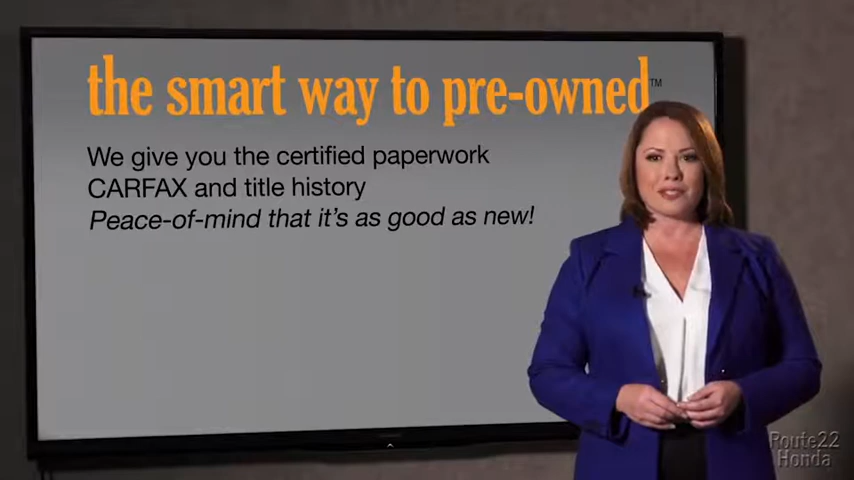 the smart way to pre-owned™
We give you the certified paperwork
CARFAX and title history
Peace-of-mind that it's as good as new!
Route22
Honda